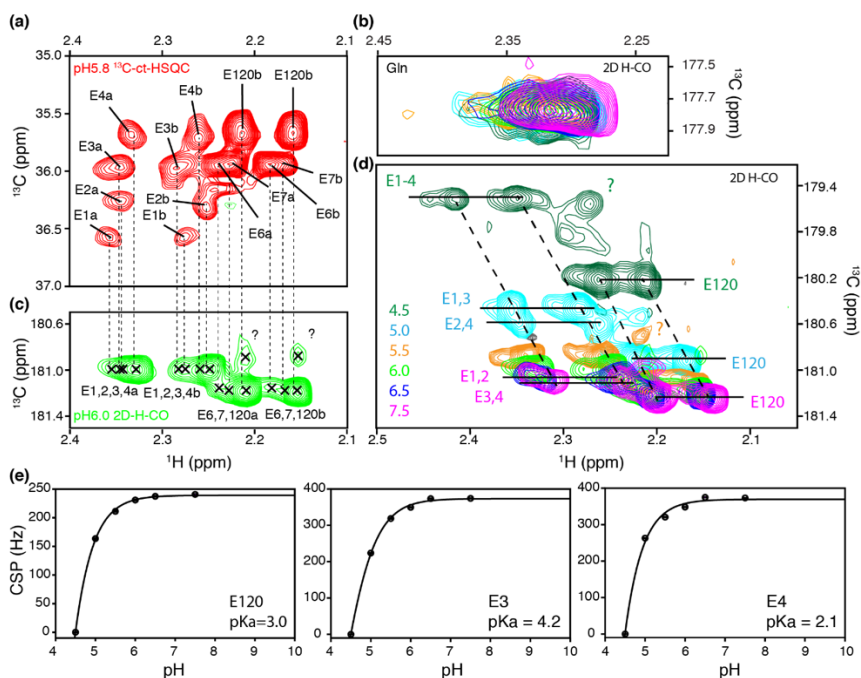 (a)
2.4 2.3 2.2 2.1
35.0
35.5
36.0
36.5
37.0
¹³C (ppm)
pH5.8 ¹³C-ct-HSQC
E4a
E3a
E2a
E1a
E3b
E4b
E120b
E120b
E2b
E1b
E7b
E7a
E6b
E6a
(b)
2.45 2.35 2.25
Gln
2D H-CO
177.5
177.7
177.9
¹³C (ppm)
(c)
180.6
181.0
181.4
¹³C (ppm)
?
?
E1,2,3,4a
E1,2,3,4b
E6,7,120a
E6,7,120b
pH6.0 2D-H-CO
2.4 2.3 2.2 2.1
¹H (ppm)
(d)
2D H-CO
E1-4
?
E120
E1,3
E2,4
?
E120
E1,2
E3,4
E120
4.5
5.0
5.5
6.0
6.5
7.5
179.4
179.8
180.2
180.6
181.0
181.4
¹³C (ppm)
2.5 2.4 2.3 2.2 2.1
¹H (ppm)
(e)
CSP (Hz)
250
200
150
100
50
0
E120
pKa=3.0
4 5 6 7 8 9 10
pH
400
300
200
100
0
E3
pKa = 4.2
4 5 6 7 8 9 10
pH
400
300
200
100
0
E4
pKa = 2.1
4 5 6 7 8 9 10
pH